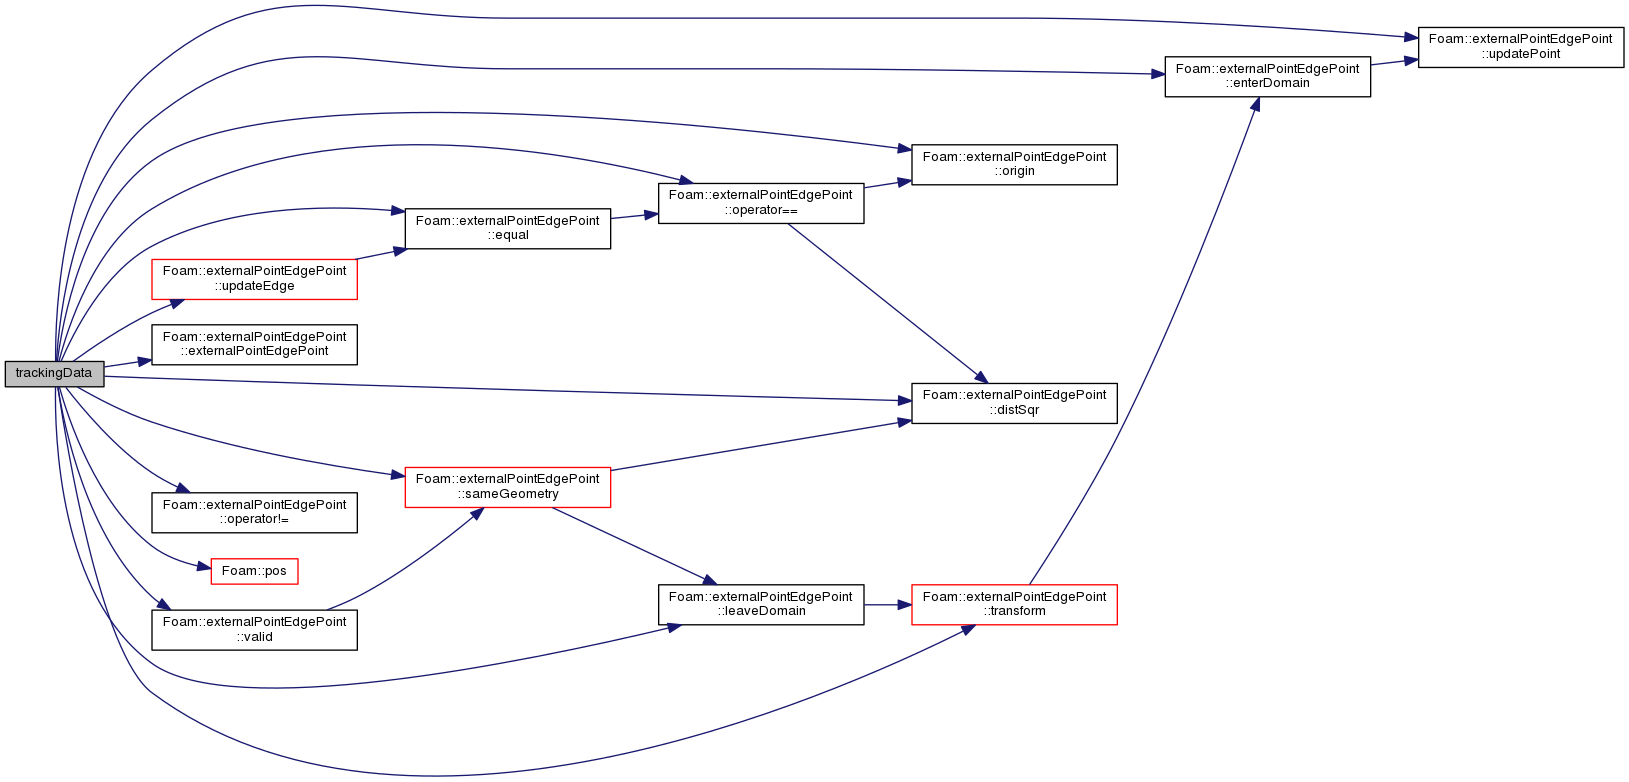 Foam::externalPointEdgePoint
::updatePoint
Foam::externalPointEdgePoint
::enterDomain
Foam::externalPointEdgePoint
::origin
Foam::externalPointEdgePoint
::operator==
Foam::externalPointEdgePoint
::equal
Foam::externalPointEdgePoint
::updateEdge
Foam::externalPointEdgePoint
::externalPointEdgePoint
trackingData
Foam::externalPointEdgePoint
::distSqr
Foam::externalPointEdgePoint
::sameGeometry
Foam::externalPointEdgePoint
::operator!=
Foam::pos
Foam::externalPointEdgePoint
::leaveDomain
Foam::externalPointEdgePoint
::transform
Foam::externalPointEdgePoint
::valid